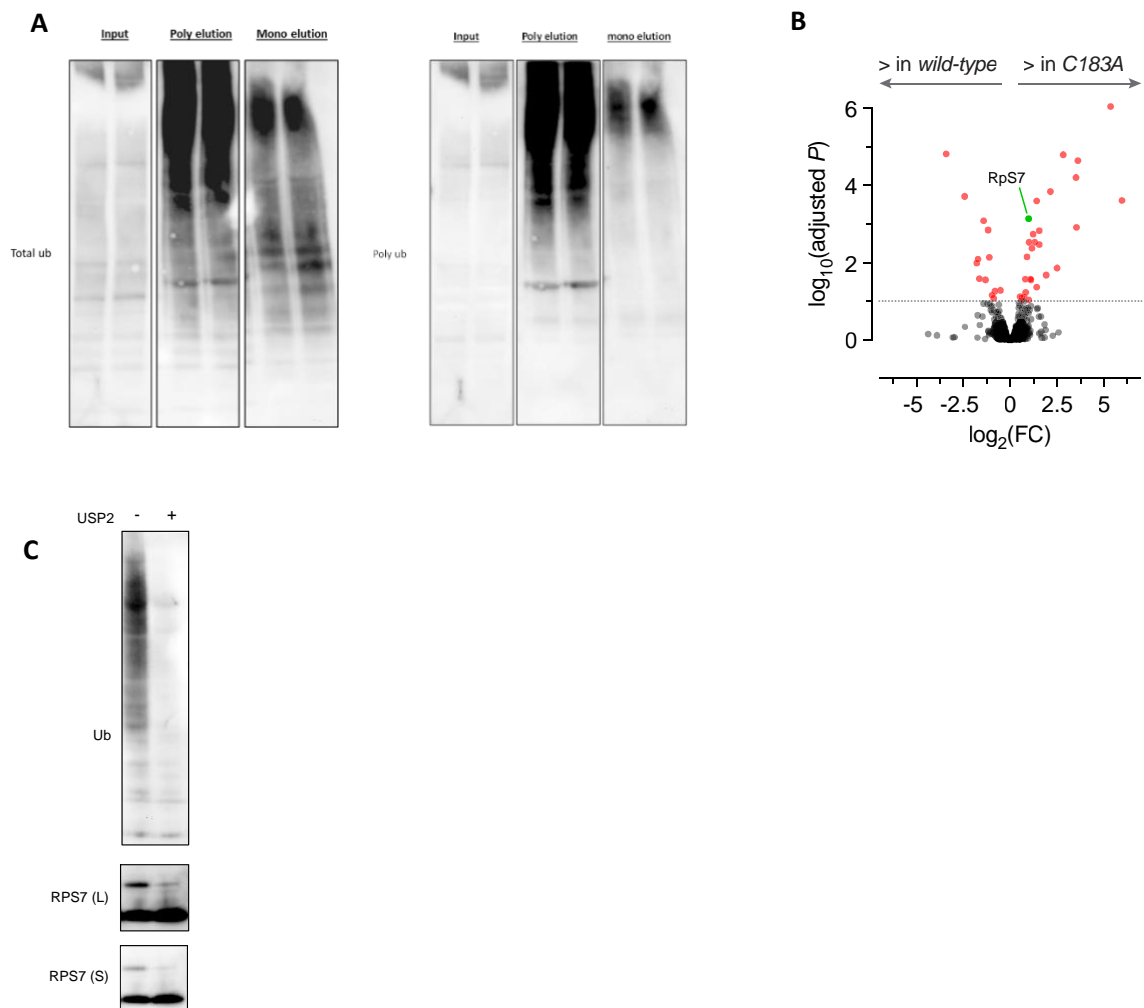 A
Input
Poly elution
Mono elution
Total ub
Input
Poly elution
mono elution
Poly ub
B
> in wild-type
> in C183A
log10(adjusted P)
6
4
2
0
RpS7
-5
-2.5
0
2.5
5
log2(FC)
C
USP2
-
+
Ub
RPS7 (L)
RPS7 (S)